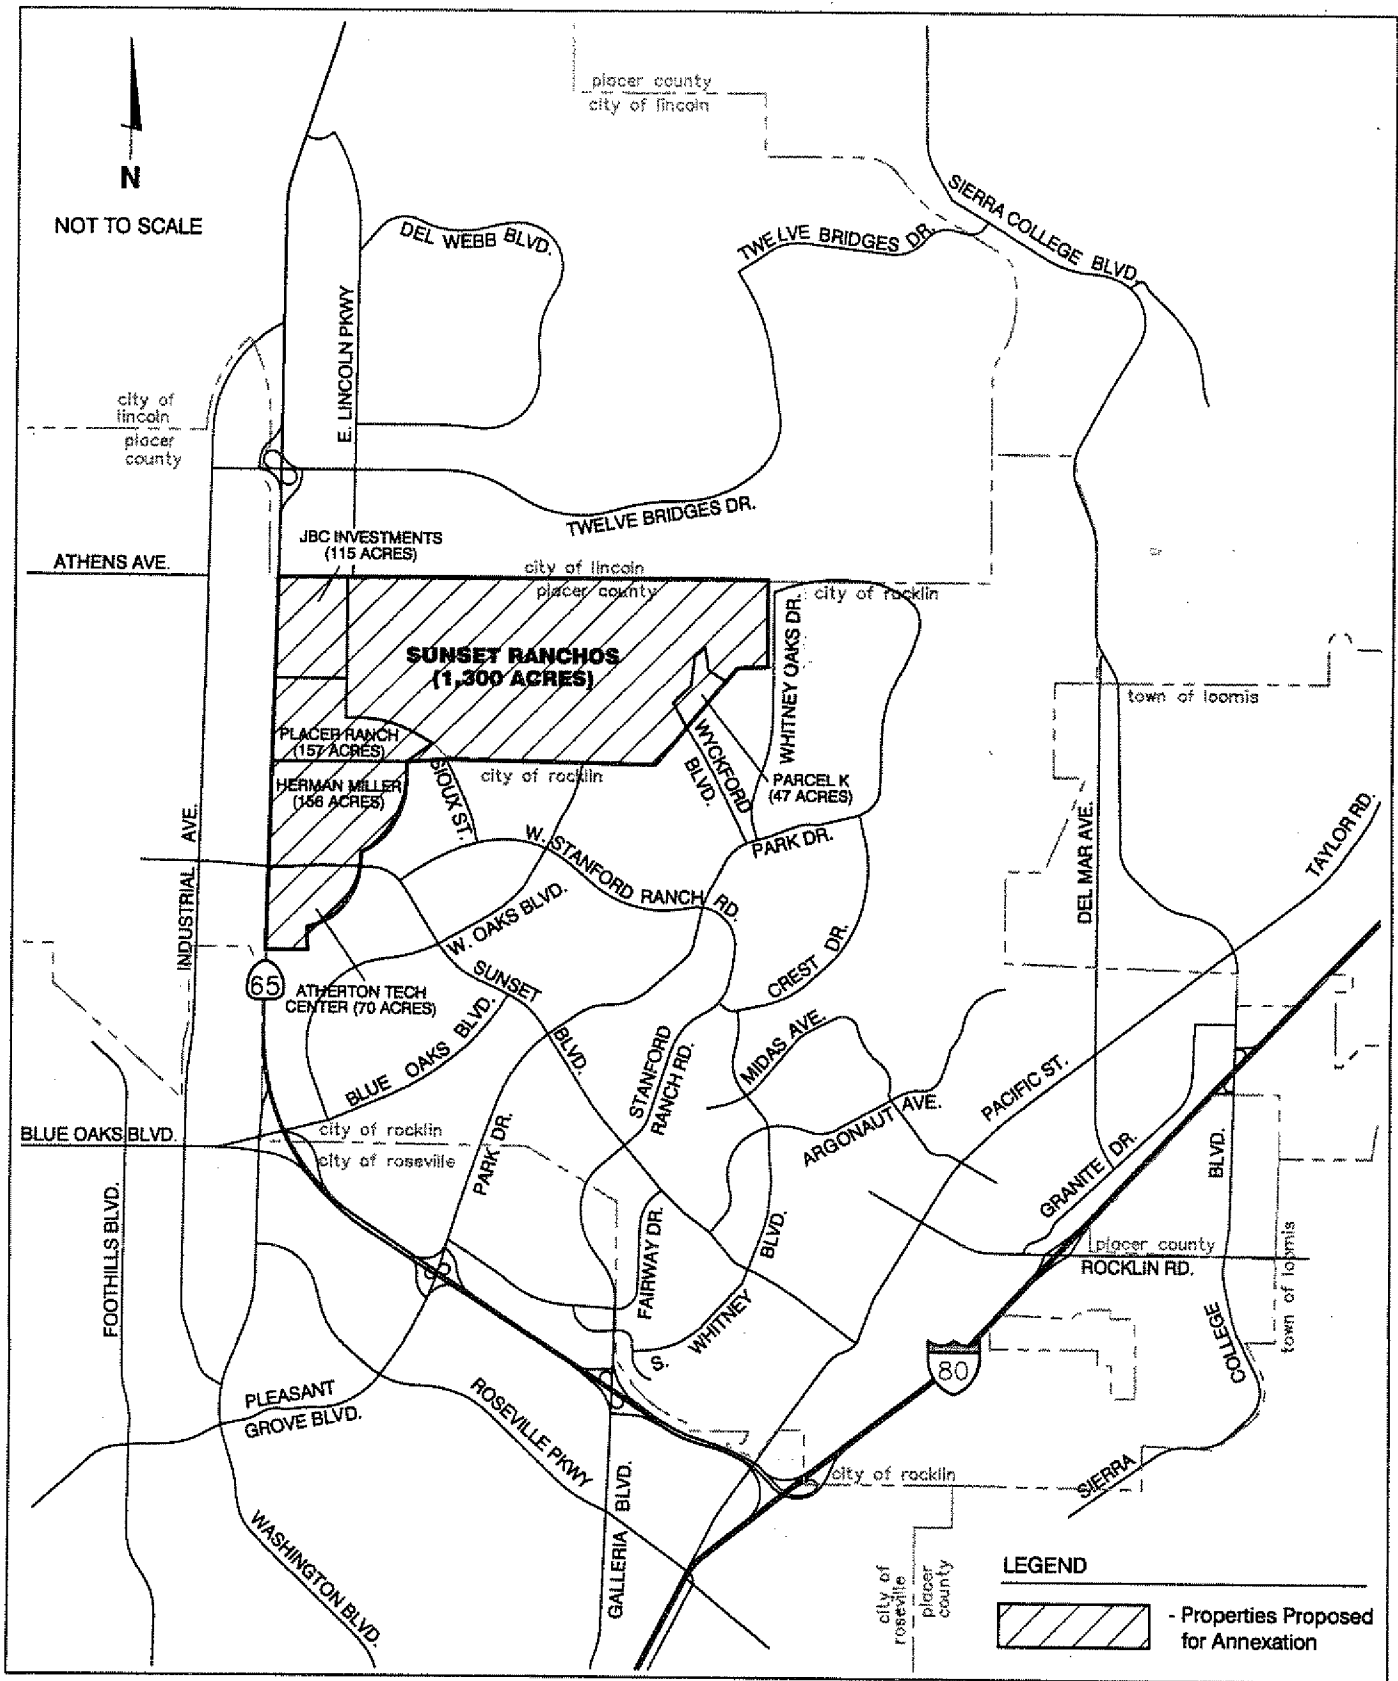 placer county
city of lincoln
N
NOT TO SCALE
SIERRA COLLEGE BLVD.
DEL WEBB BLVD.
TWELVE BRIDGES DR.
E. LINCOLN PKWY
city of
lincoln
placer
county
TWELVE BRIDGES DR.
JBC INVESTMENTS
(115 ACRES)
ATHENS AVE.
city of lincoln
placer county
city of rocklin
WHITNEY OAKS DR.
SUNSET RANCHOS
(1,300 ACRES)
town of loomis
PLACER RANCH
(157 ACRES)
WYCKFORD
BLVD.
city of rocklin
HERMAN MILLER
(156 ACRES)
SIOUX ST.
PARCEL K
(47 ACRES)
INDUSTRIAL AVE.
W. STANFORD RANCH RD.
PARK DR.
DEL MAR AVE.
TAYLOR RD.
W. OAKS BLVD.
CREST DR.
65
ATHERTON TECH
CENTER (70 ACRES)
SUNSET BLVD.
BLUE OAKS BLVD.
STANFORD
RANCH RD.
MIDAS AVE.
PACIFIC ST.
ARGONAUT AVE.
BLUE OAKS BLVD.
city of rocklin
city of roseville
PARK DR.
GRANITE DR.
FOOTHILLS BLVD.
FAIRWAY DR.
S. WHITNEY BLVD.
placer county
ROCKLIN RD.
town of loomis
SIERRA COLLEGE BLVD.
80
PLEASANT
GROVE BLVD.
ROSEVILLE PKWY
GALLERIA BLVD.
WASHINGTON BLVD.
city of rocklin
city of
roseville
placer
county
LEGEND
- Properties Proposed
for Annexation